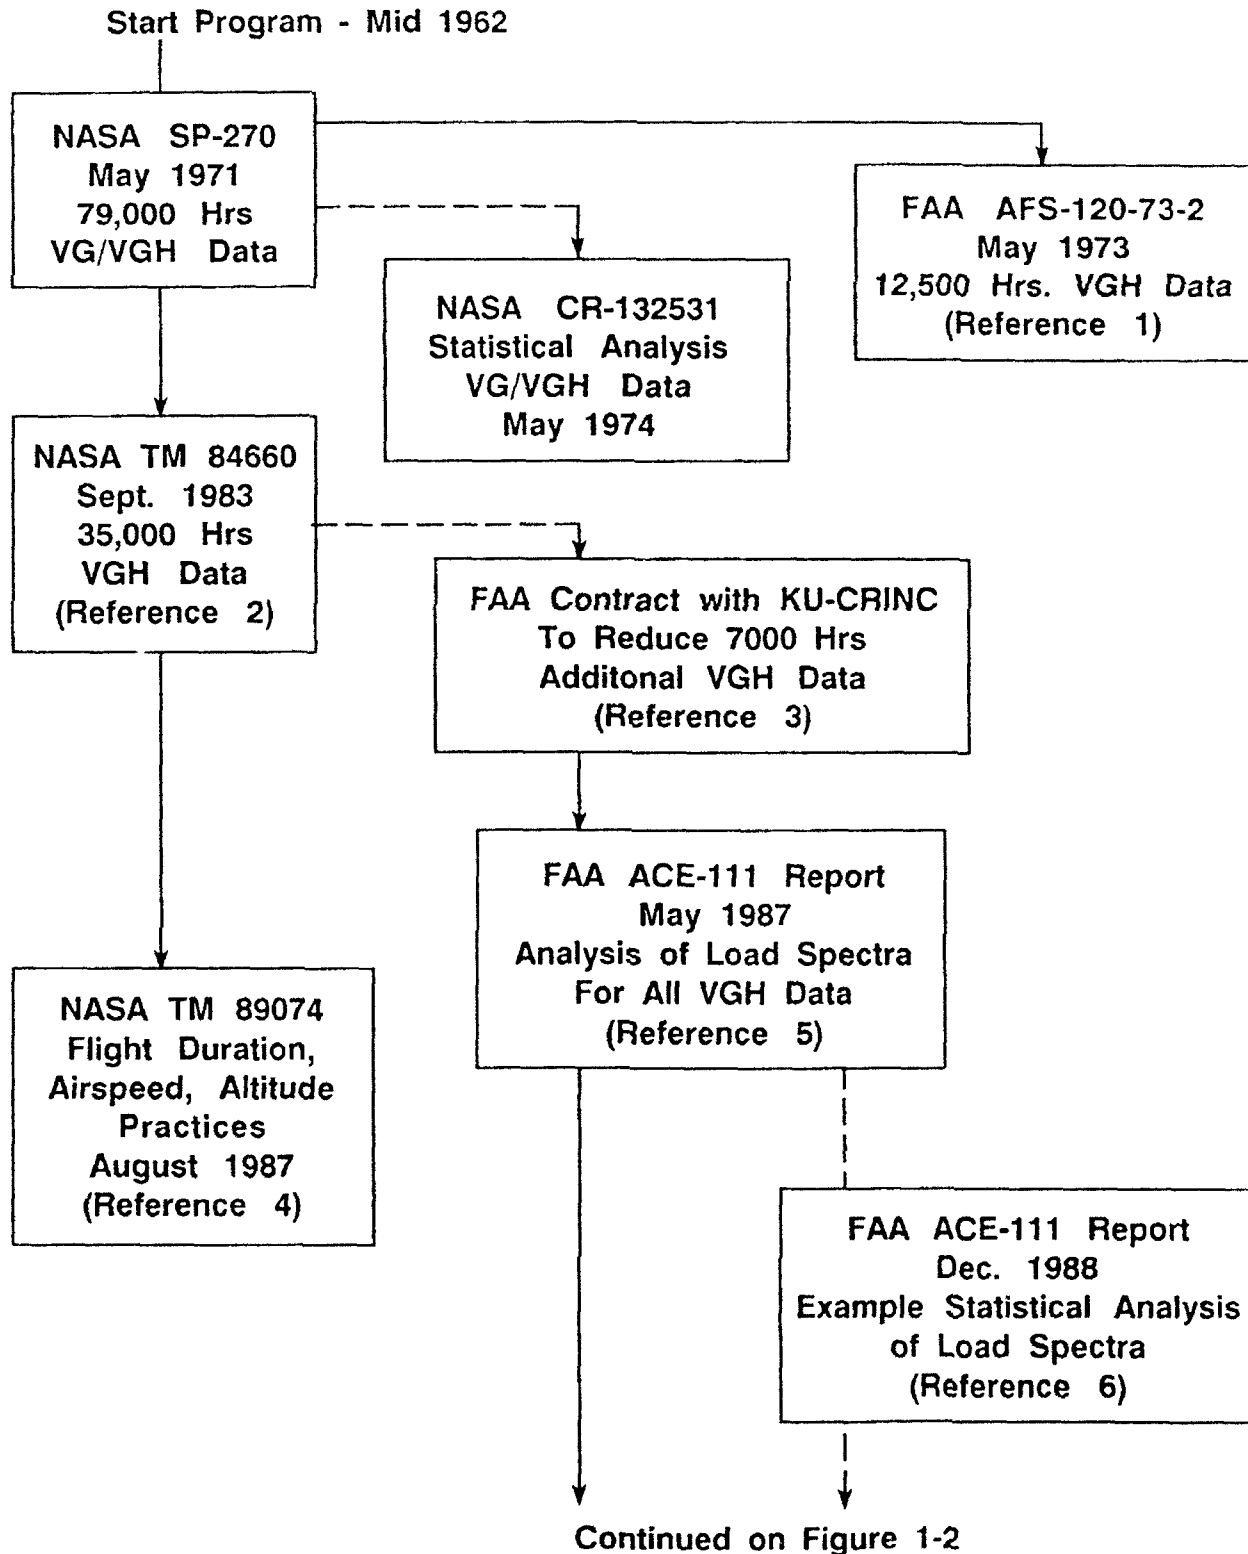 Start Program - Mid 1962
NASA SP-270
May 1971
79,000 Hrs
VG/VGH Data
FAA AFS-120-73-2
May 1973
12,500 Hrs. VGH Data
(Reference 1)
NASA CR-132531
Statistical Analysis
VG/VGH Data
May 1974
NASA TM 84660
Sept. 1983
35,000 Hrs
VGH Data
(Reference 2)
FAA Contract with KU-CRINC
To Reduce 7000 Hrs
Additonal VGH Data
(Reference 3)
FAA ACE-111 Report
May 1987
Analysis of Load Spectra
For All VGH Data
(Reference 5)
NASA TM 89074
Flight Duration,
Airspeed, Altitude
Practices
August 1987
(Reference 4)
FAA ACE-111 Report
Dec. 1988
Example Statistical Analysis
of Load Spectra
(Reference 6)
Continued on Figure 1-2